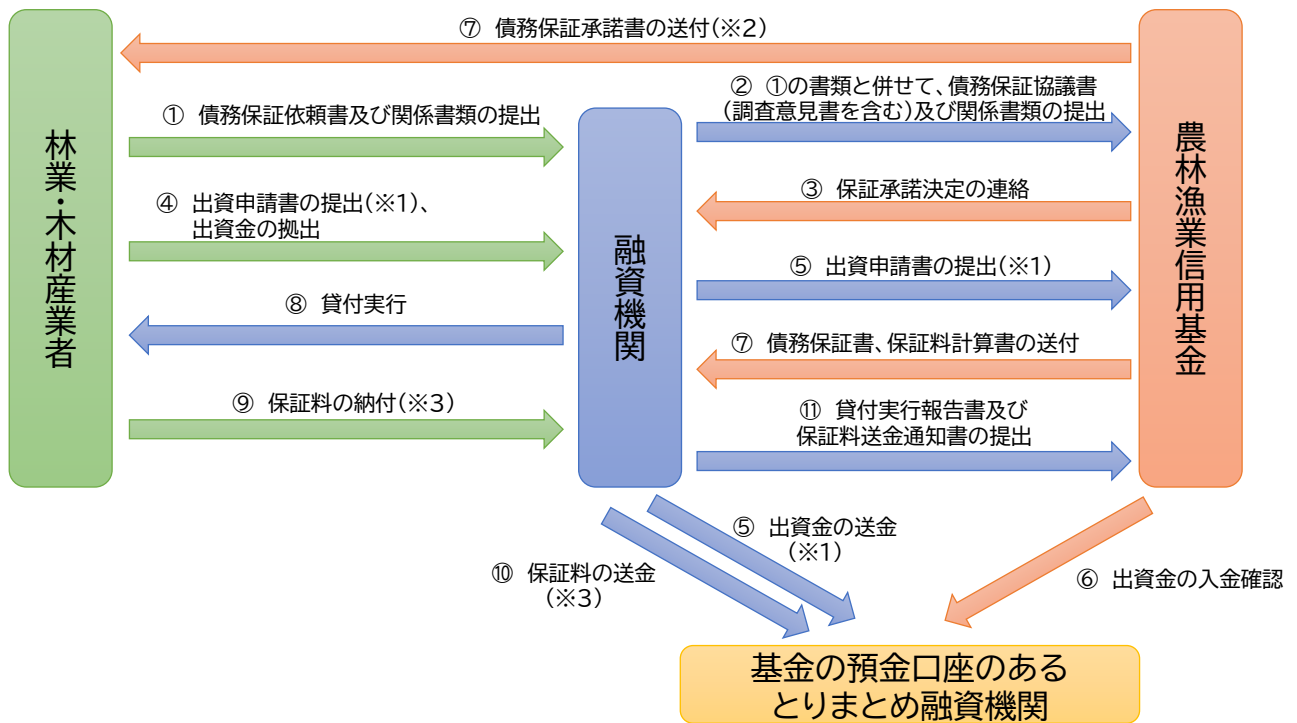 ⑦ 債務保証承諾書の送付(※2)
林業・木材産業者
① 債務保証依頼書及び関係書類の提出
④ 出資申請書の提出(※1)、
出資金の拠出
⑧ 貸付実行
⑨ 保証料の納付(※3)
融資機関
② ①の書類と併せて、債務保証協議書
(調査意見書を含む)及び関係書類の提出
③ 保証承諾決定の連絡
⑤ 出資申請書の提出(※1)
⑦ 債務保証書、保証料計算書の送付
⑪ 貸付実行報告書及び
保証料送金通知書の提出
農林漁業信用基金
⑤ 出資金の送金
(※1)
⑩ 保証料の送金
(※3)
⑥ 出資金の入金確認
基金の預金口座のある
とりまとめ融資機関